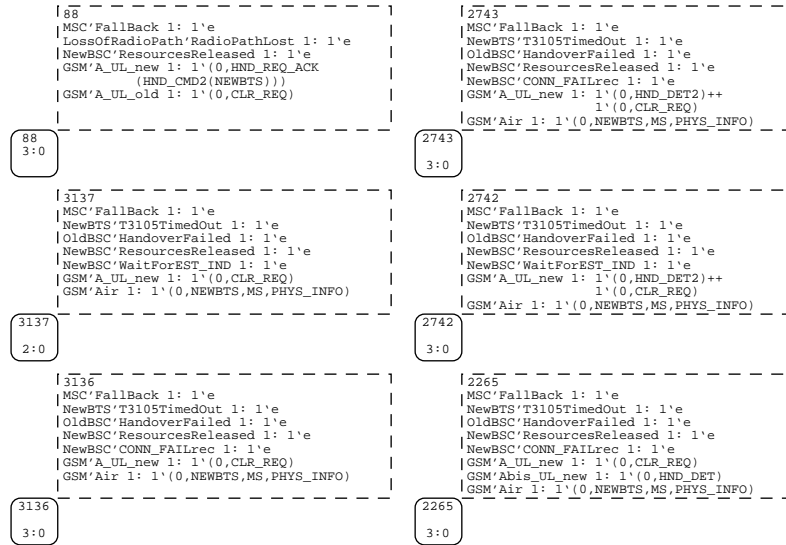 88
MSC'FallBack 1: 1`e
LossOfRadioPath'RadioPathLost 1: 1`e
NewBSC'ResourcesReleased 1: 1`e
GSM'A_UL_new 1: 1`(0,HND_REQ_ACK
(HND_CMD2(NEWBTS)))
GSM'A_UL_old 1: 1`(0,CLR_REQ)
88
3:0
2743
MSC'FallBack 1: 1`e
NewBTS'T3105TimedOut 1: 1`e
OldBSC'HandoverFailed 1: 1`e
NewBSC'ResourcesReleased 1: 1`e
NewBSC'CONN_FAILrec 1: 1`e
GSM'A_UL_new 1: 1`(0,HND_DET2)++
1`(0,CLR_REQ)
GSM'Air 1: 1`(0,NEWBTS,MS,PHYS_INFO)
2743
3:0
3137
MSC'FallBack 1: 1`e
NewBTS'T3105TimedOut 1: 1`e
OldBSC'HandoverFailed 1: 1`e
NewBSC'ResourcesReleased 1: 1`e
NewBSC'WaitForEST_IND 1: 1`e
GSM'A_UL_new 1: 1`(0,CLR_REQ)
GSM'Air 1: 1`(0,NEWBTS,MS,PHYS_INFO)
3137
2:0
2742
MSC'FallBack 1: 1`e
NewBTS'T3105TimedOut 1: 1`e
OldBSC'HandoverFailed 1: 1`e
NewBSC'ResourcesReleased 1: 1`e
NewBSC'WaitForEST_IND 1: 1`e
GSM'A_UL_new 1: 1`(0,HND_DET2)++
1`(0,CLR_REQ)
GSM'Air 1: 1`(0,NEWBTS,MS,PHYS_INFO)
2742
3:0
3136
MSC'FallBack 1: 1`e
NewBTS'T3105TimedOut 1: 1`e
OldBSC'HandoverFailed 1: 1`e
NewBSC'ResourcesReleased 1: 1`e
NewBSC'CONN_FAILrec 1: 1`e
GSM'A_UL_new 1: 1`(0,CLR_REQ)
GSM'Air 1: 1`(0,NEWBTS,MS,PHYS_INFO)
3136
3:0
2265
MSC'FallBack 1: 1`e
NewBTS'T3105TimedOut 1: 1`e
OldBSC'HandoverFailed 1: 1`e
NewBSC'ResourcesReleased 1: 1`e
NewBSC'CONN_FAILrec 1: 1`e
GSM'A_UL_new 1: 1`(0,CLR_REQ)
GSM'Abis_UL_new 1: 1`(0,HND_DET)
GSM'Air 1: 1`(0,NEWBTS,MS,PHYS_INFO)
2265
3:0